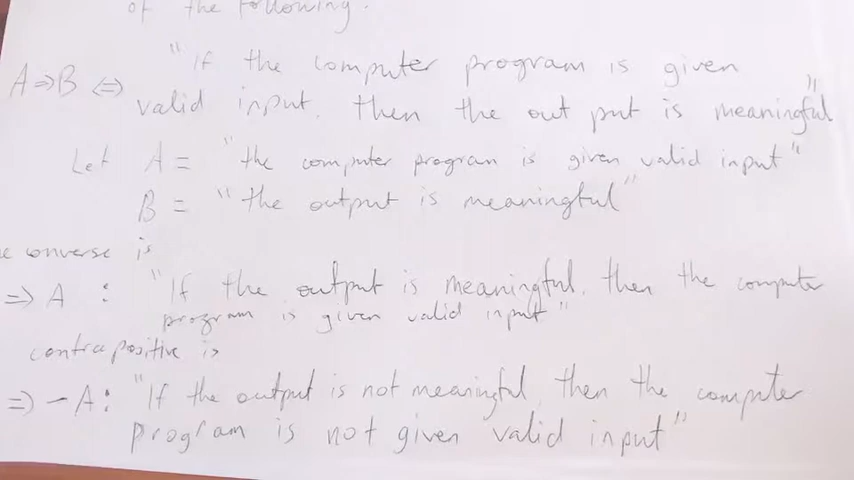 of the following.
"If the computer program is given
A⇒B ⇔ valid input, then the out put is meaningful"
Let A = "the computer program is given valid input"
B = "the output is meaningful"
converse is
⇒ A : "If the output is meaningful, then the computer
program is given valid input"
contrapositive is
⇒ -A: "If the output is not meaningful, then the computer
program is not given valid input"